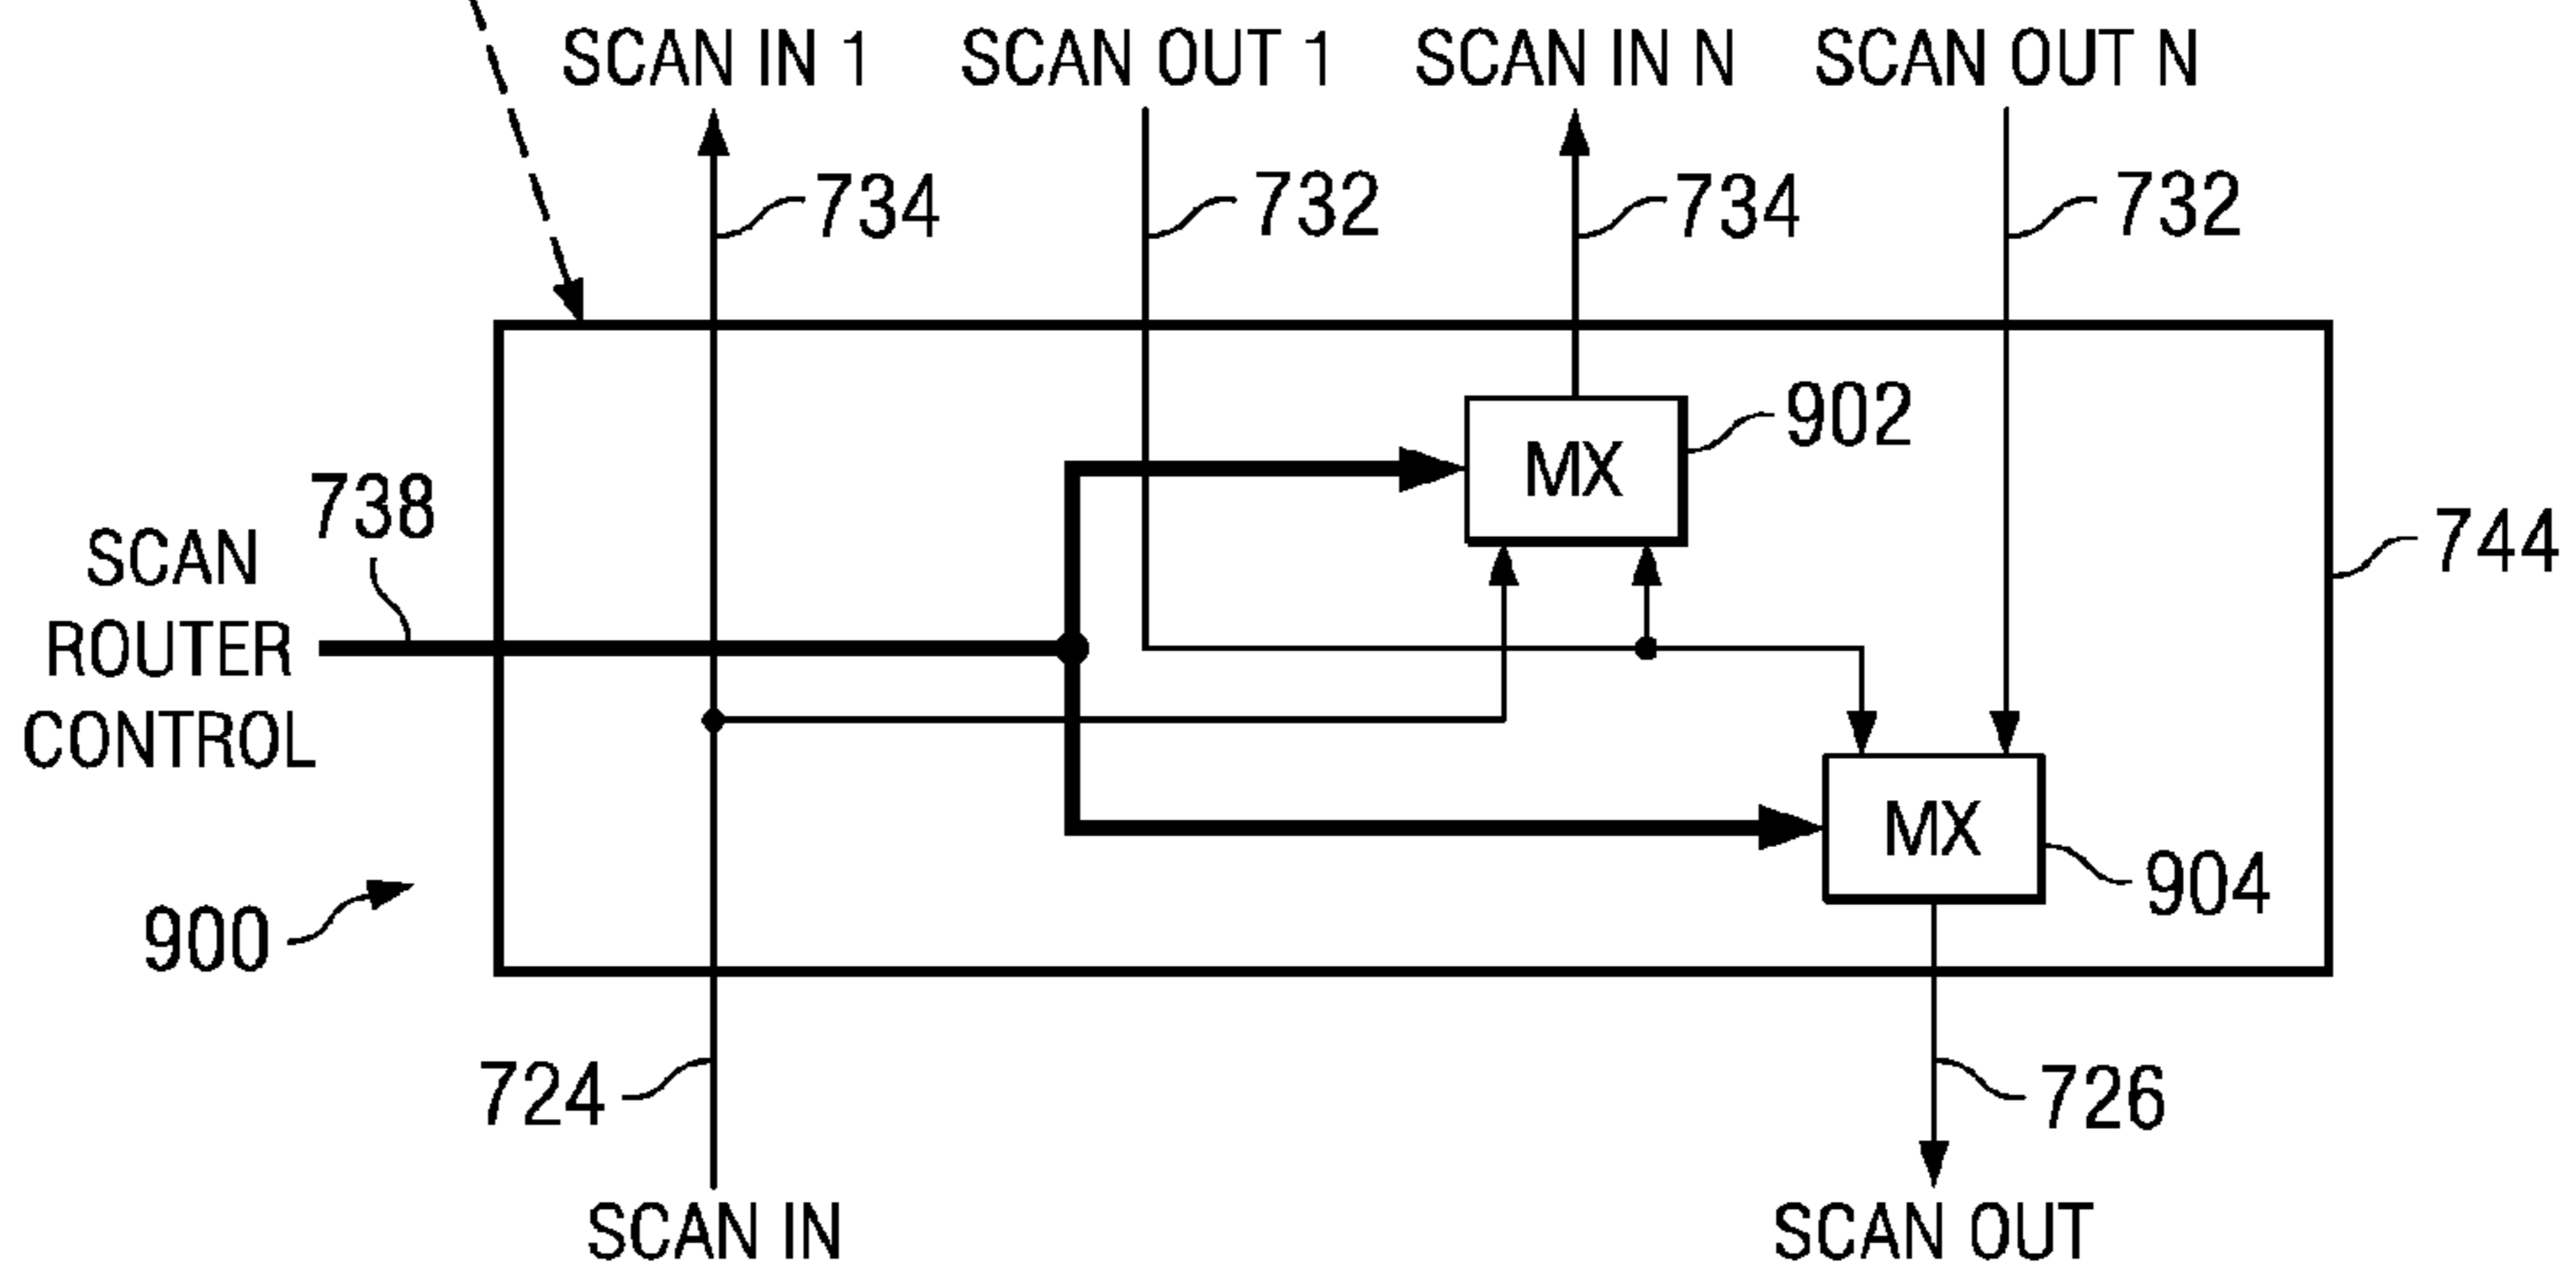 SCAN IN 1
SCAN OUT 1
SCAN IN N
SCAN OUT N
734
732
734
732
902
MX
738
SCAN
ROUTER
CONTROL
744
MX
904
900
724
726
SCAN IN
SCAN OUT